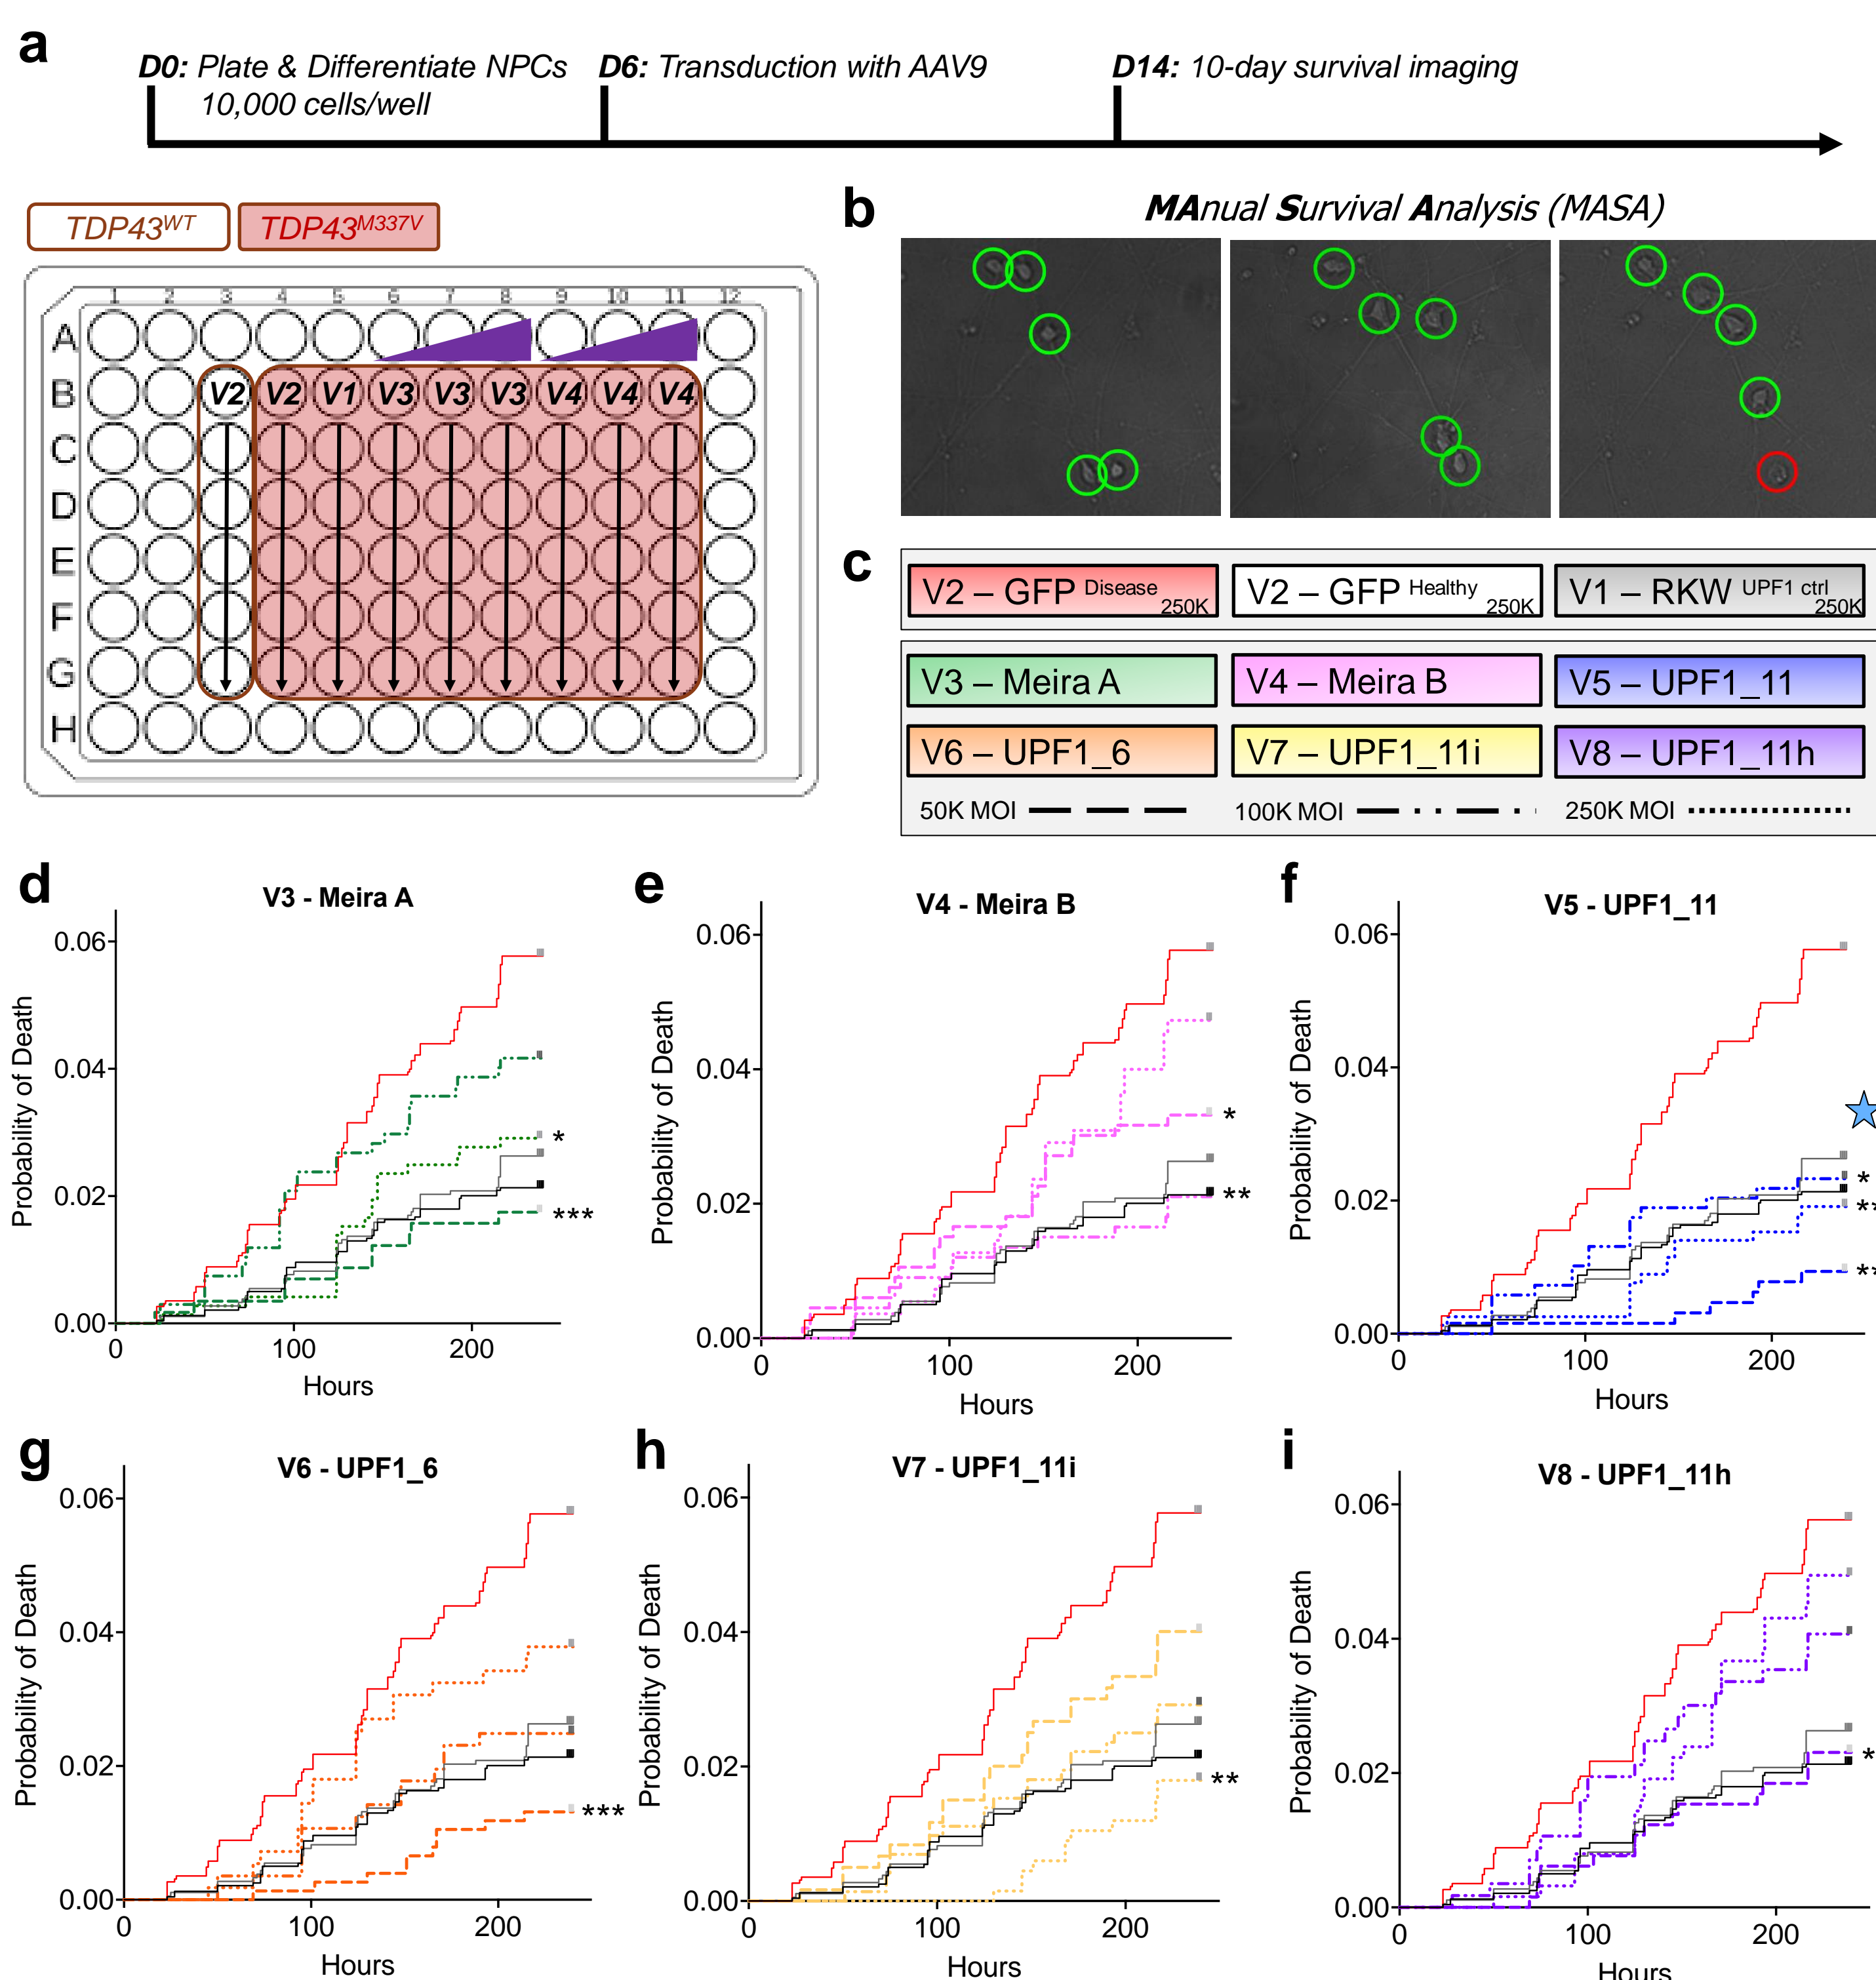 a
D0: Plate & Differentiate NPCs
10,000 cells/well
D6: Transduction with AAV9
D14: 10-day survival imaging
TDP43WT
TDP43M337V
1 2 3 4 5 6 7 8 9 10 11 12
A
B V2 V2 V1 V3 V3 V3 V4 V4 V4
C
D
E
F
G
H
b
MAnual Survival Analysis (MASA)
c
V2 – GFP Disease 250K
V2 – GFP Healthy 250K
V1 – RKW UPF1 ctrl 250K
V3 – Meira A
V4 – Meira B
V5 – UPF1_11
V6 – UPF1_6
V7 – UPF1_11i
V8 – UPF1_11h
50K MOI
100K MOI
250K MOI
d
V3 - Meira A
Probability of Death
0.06
0.04
0.02
0.00
0 100 200
Hours
*
***
e
V4 - Meira B
Probability of Death
0.06
0.04
0.02
0.00
0 100 200
Hours
*
**
f
V5 - UPF1_11
Probability of Death
0.06
0.04
0.02
0.00
0 100 200
Hours
*
**
**
g
V6 - UPF1_6
Probability of Death
0.06
0.04
0.02
0.00
0 100 200
Hours
***
h
V7 - UPF1_11i
Probability of Death
0.06
0.04
0.02
0.00
0 100 200
Hours
**
i
V8 - UPF1_11h
Probability of Death
0.06
0.04
0.02
0.00
0 100 200
Hours
*